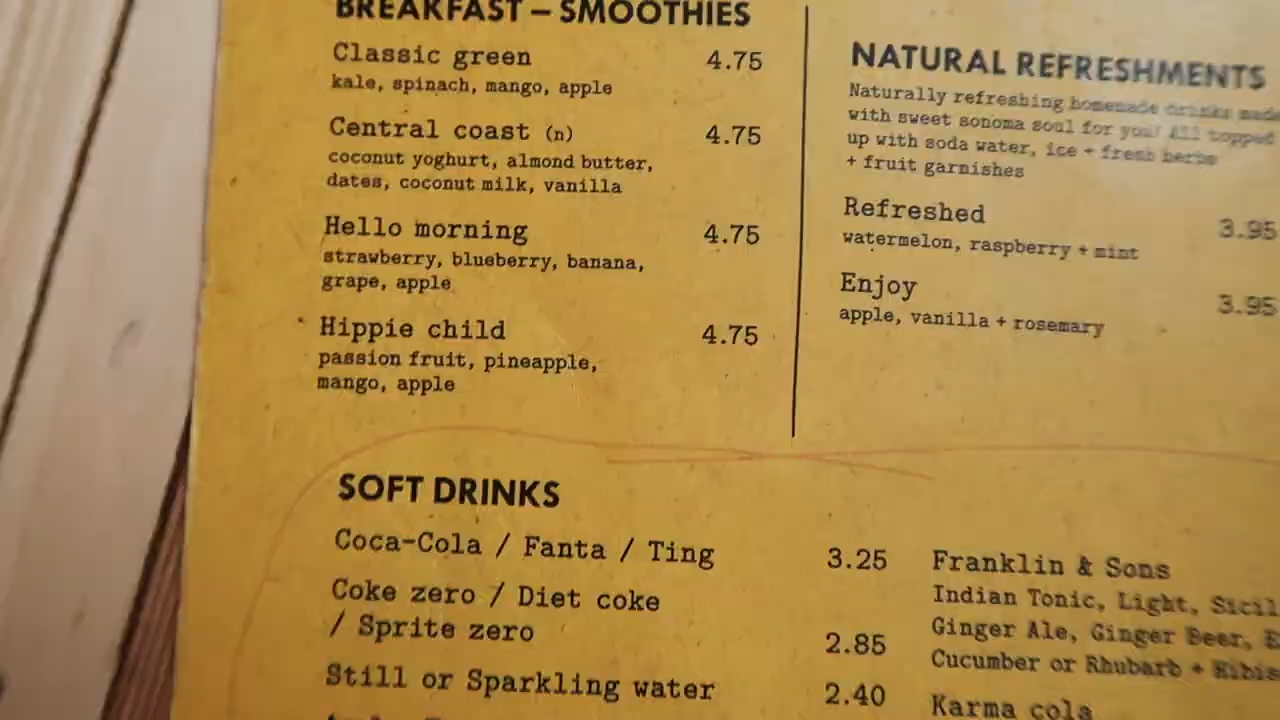 BREAKFAST – SMOOTHIES
Classic green 4.75
kale, spinach, mango, apple
Central coast (n) 4.75
coconut yoghurt, almond butter,
dates, coconut milk, vanilla
Hello morning 4.75
strawberry, blueberry, banana,
grape, apple
Hippie child 4.75
passion fruit, pineapple,
mango, apple
NATURAL REFRESHMENTS
Naturally refreshing homemade drinks made
with sweet sonoma soul for you! All topped
up with soda water, ice + fresh herbs
+ fruit garnishes
Refreshed 3.95
watermelon, raspberry + mint
Enjoy 3.95
apple, vanilla + rosemary
SOFT DRINKS
Coca-Cola / Fanta / Ting 3.25
Coke zero / Diet coke
/ Sprite zero 2.85
Still or Sparkling water 2.40
Franklin & Sons
Indian Tonic, Light,
Ginger Ale, Ginger Beer,
Cucumber or Rhubarb +
Karma cola